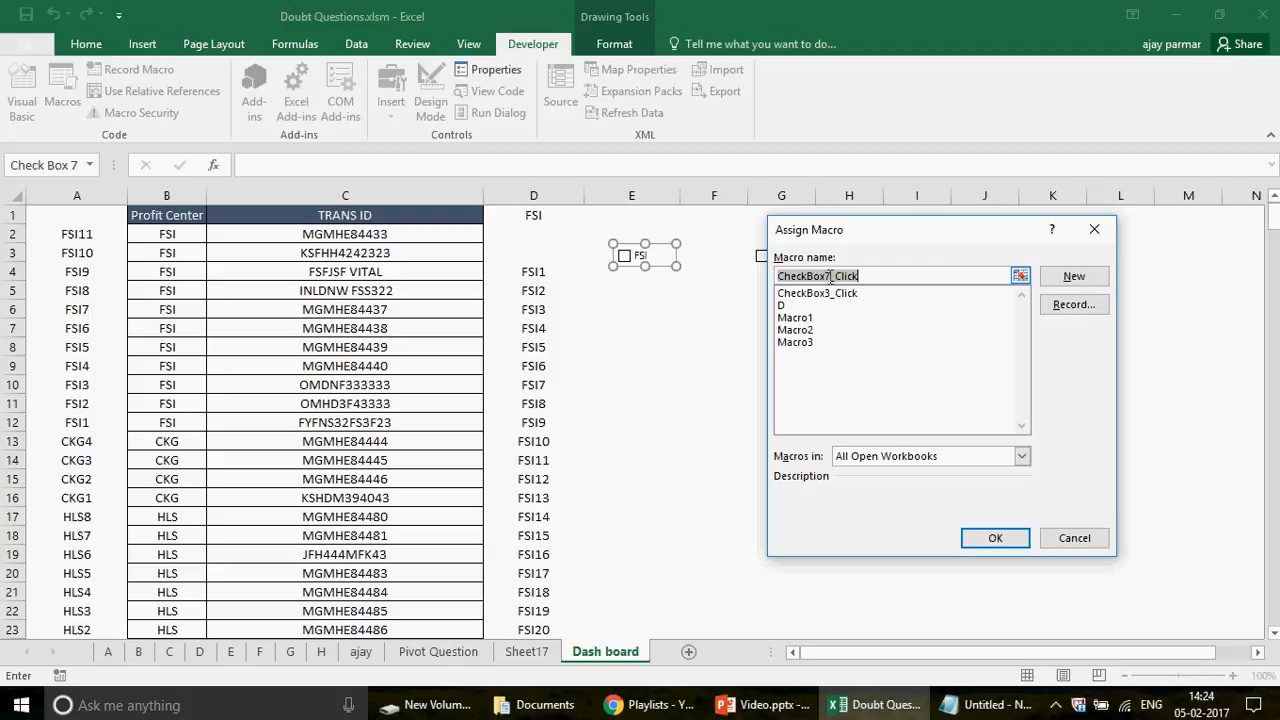 Doubt Questions.xlsm - Excel
Drawing Tools
Home Insert Page Layout Formulas Data Review View Developer Format Tell me what you want to do... ajay parmar Share
Visual Basic
Macros
Record Macro
Use Relative References
Macro Security
Code
Add-ins
Excel Add-ins
COM Add-ins
Add-ins
Insert
Design Mode
Properties
View Code
Run Dialog
Controls
Source
Map Properties
Expansion Packs
Refresh Data
Import
Export
XML
Check Box 7
fx
A B C D E F G H I J K L M N
1 Profit Center TRANS ID FSI
2 FSI11 FSI MGMHE84433
3 FSI10 FSI KSFHH4242323 FSI
4 FSI9 FSI FSFJSF VITAL FSI1
5 FSI8 FSI INLDNW FSS322 FSI2
6 FSI7 FSI MGMHE84437 FSI3
7 FSI6 FSI MGMHE84438 FSI4
8 FSI5 FSI MGMHE84439 FSI5
9 FSI4 FSI MGMHE84440 FSI6
10 FSI3 FSI OMDNF333333 FSI7
11 FSI2 FSI OMHD3F43333 FSI8
12 FSI1 FSI FYFNS32FS3F23 FSI9
13 CKG4 CKG MGMHE84444 FSI10
14 CKG3 CKG MGMHE84445 FSI11
15 CKG2 CKG MGMHE84446 FSI12
16 CKG1 CKG KSHDM394043 FSI13
17 HLS8 HLS MGMHE84480 FSI14
18 HLS7 HLS MGMHE84481 FSI15
19 HLS6 HLS JFH444MFK43 FSI16
20 HLS5 HLS MGMHE84483 FSI17
21 HLS4 HLS MGMHE84484 FSI18
22 HLS3 HLS MGMHE84485 FSI19
23 HLS2 HLS MGMHE84486 FSI20
Assign Macro
?
Macro name:
CheckBox7_Click
New
CheckBox3_Click
Record...
D
Macro1
Macro2
Macro3
Macros in: All Open Workbooks
Description
OK Cancel
A B C D E F G H ajay Pivot Question Sheet17 Dash board
Enter
100%
Ask me anything
New Volum...
Documents
Playlists - Y...
Video.pptx -...
Doubt Ques...
Untitled - N...
ENG
14:24
05-02-2017